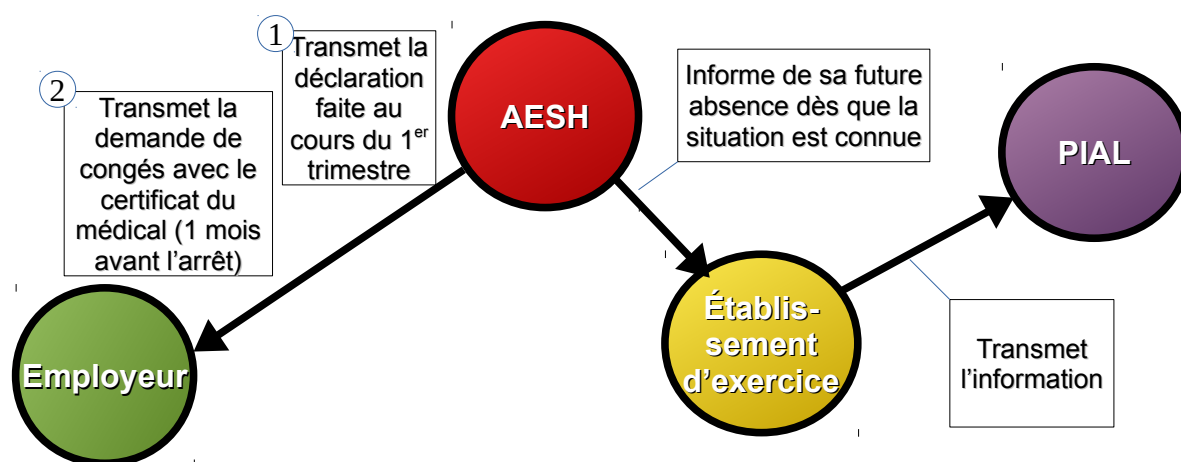 1
Transmet la
déclaration
faite au
cours du 1er
trimestre
2
Transmet la
demande de
congés avec le
certificat du
médical (1 mois
avant l’arrêt)
AESH
Informe de sa future
absence dès que la
situation est connue
PIAL
Employeur
Établis-
sement
d’exercice
Transmet
l’information